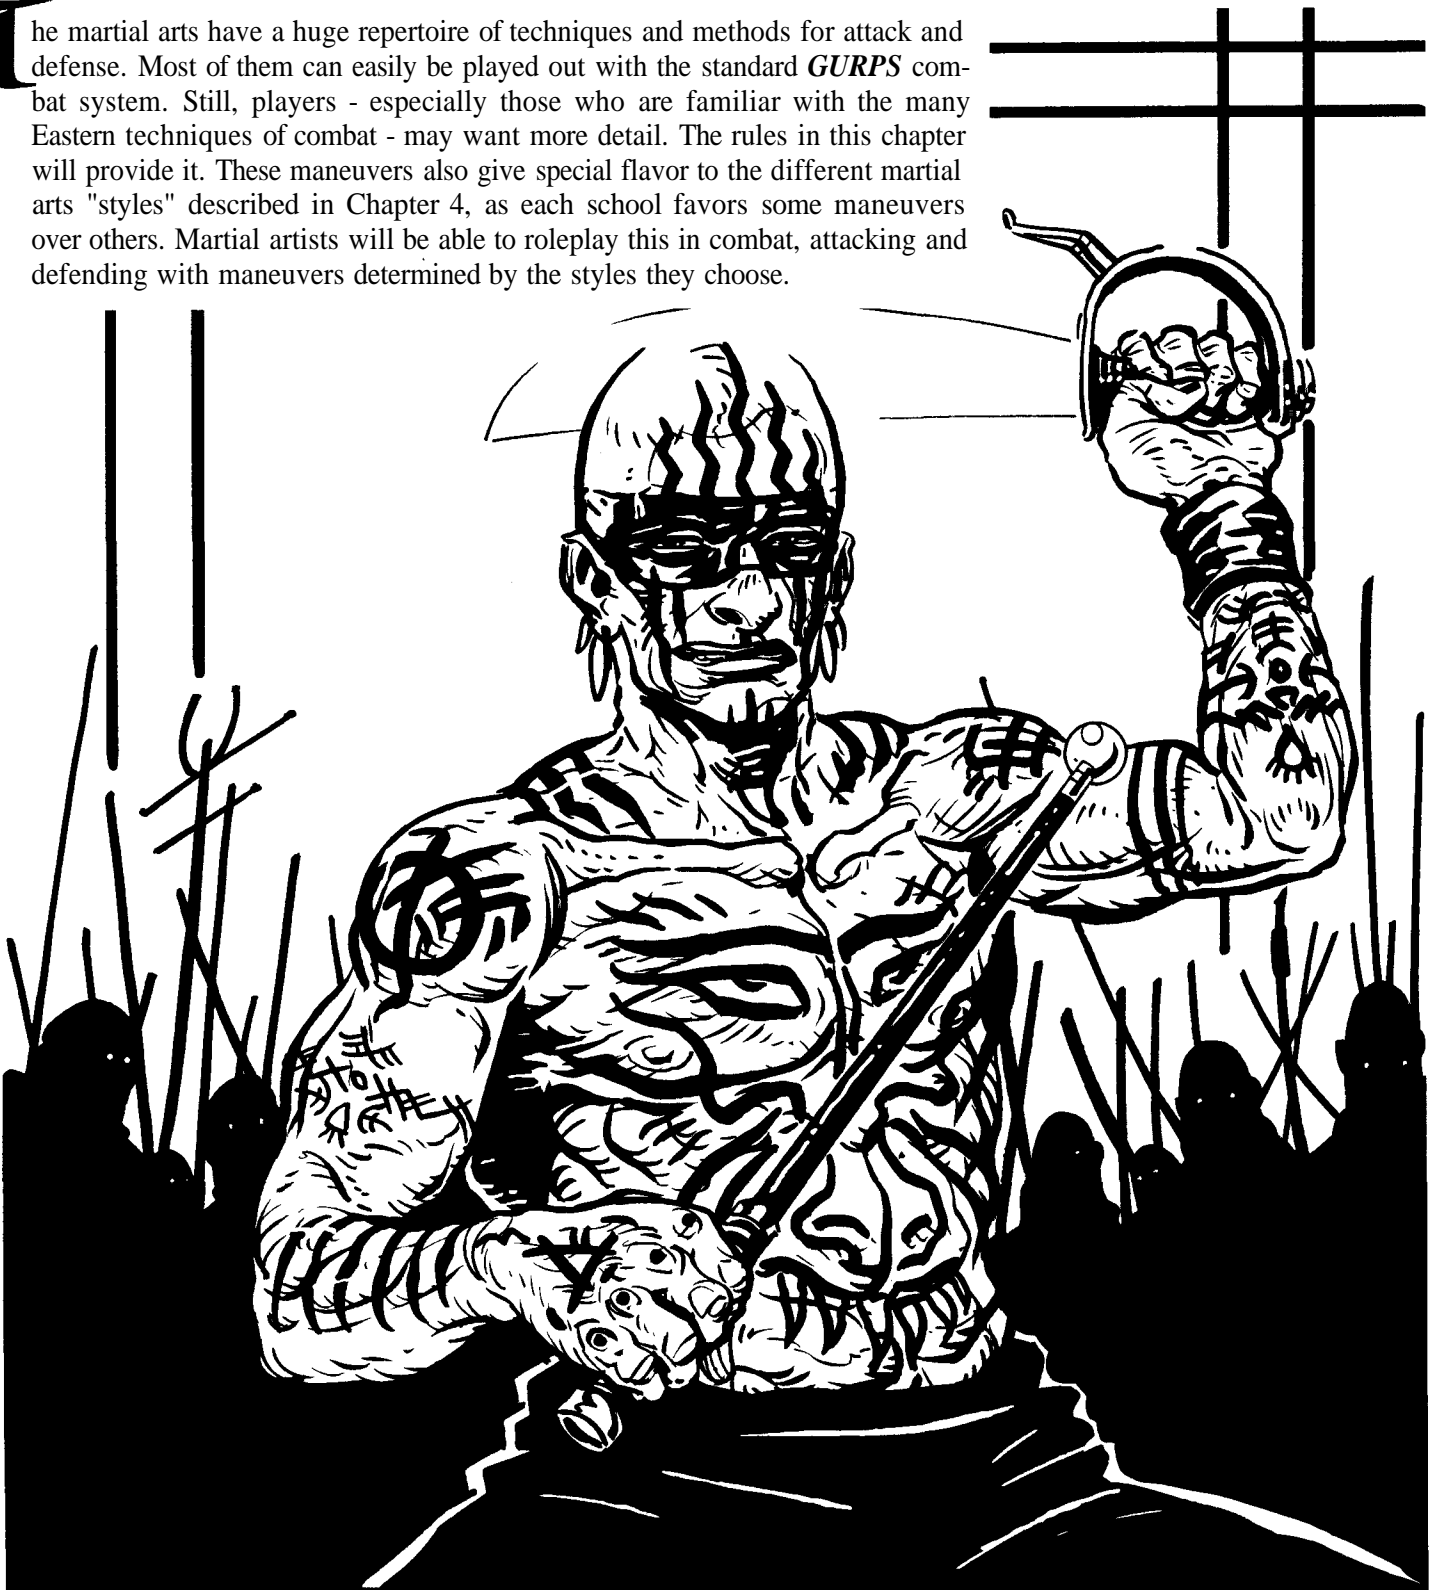 The martial arts have a huge repertoire of techniques and methods for attack and
defense. Most of them can easily be played out with the standard GURPS com-
bat system. Still, players - especially those who are familiar with the many
Eastern techniques of combat - may want more detail. The rules in this chapter
will provide it. These maneuvers also give special flavor to the different martial
arts "styles" described in Chapter 4, as each school favors some maneuvers
over others. Martial artists will be able to roleplay this in combat, attacking and
defending with maneuvers determined by the styles they choose.